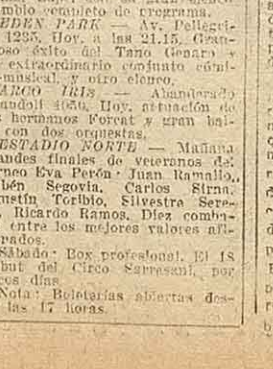 mbio completo de programa.
EDEN PARK — Av. Pellegri-
1235. Hoy, a las 21.15, Gran-
oso éxito del Tano Genaro y
extraordinario conjunto cómi-
-musical, y otro elenco.
ARCO IRIS — Abanderado
andoli 4050. Hoy, actuación de
s hermanos Forcat y gran bai-
con dos orquestas.
ESTADIO NORTE — Mañana
andes finales de veteranos del
rneo Eva Perón: Juan Ramallo,
bén Segovia, Carlos Sirna,
ustín Toribio, Silvestre Sere-
, Ricardo Ramos. Diez comba-
entre los mejores valores afi-
nados.
Sábado: Box profesional. El 18
but del Circo Sarrasani, por
cos días.
Nota: Boleterías abiertas des-
las 17 horas.